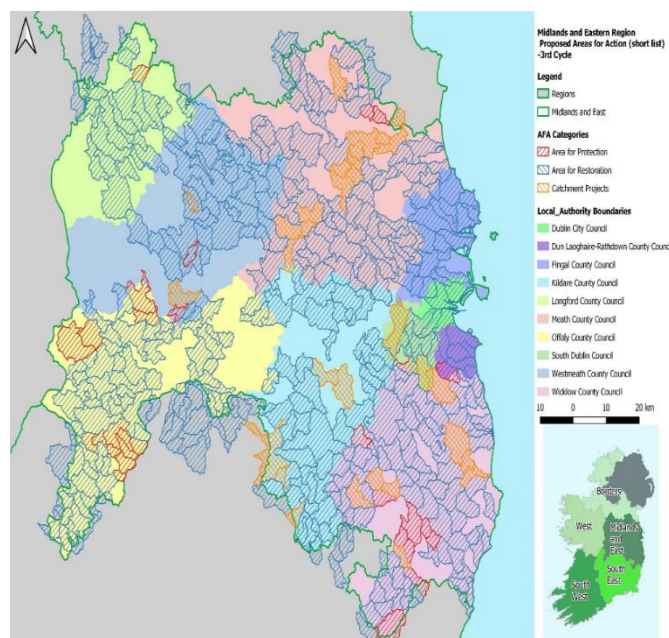 Midlands and Eastern Region
Proposed Areas for Action (short list)
-3rd Cycle
Legend
Regions
Midlands and East
AFA Categories
Area for Protection
Area for Restoration
Catchment Projects
Local_Authority Boundaries
Dublin City Council
Dun Laoghaire-Rathdown County Counc
Fingal County Council
Kildare County Council
Longford County Council
Meath County Council
Offaly County Council
South Dublin Council
Westmeath County Council
Wicklow County Council
10 0 10 20 km
Borders
West
Midlands
and
East
South
East
South
West